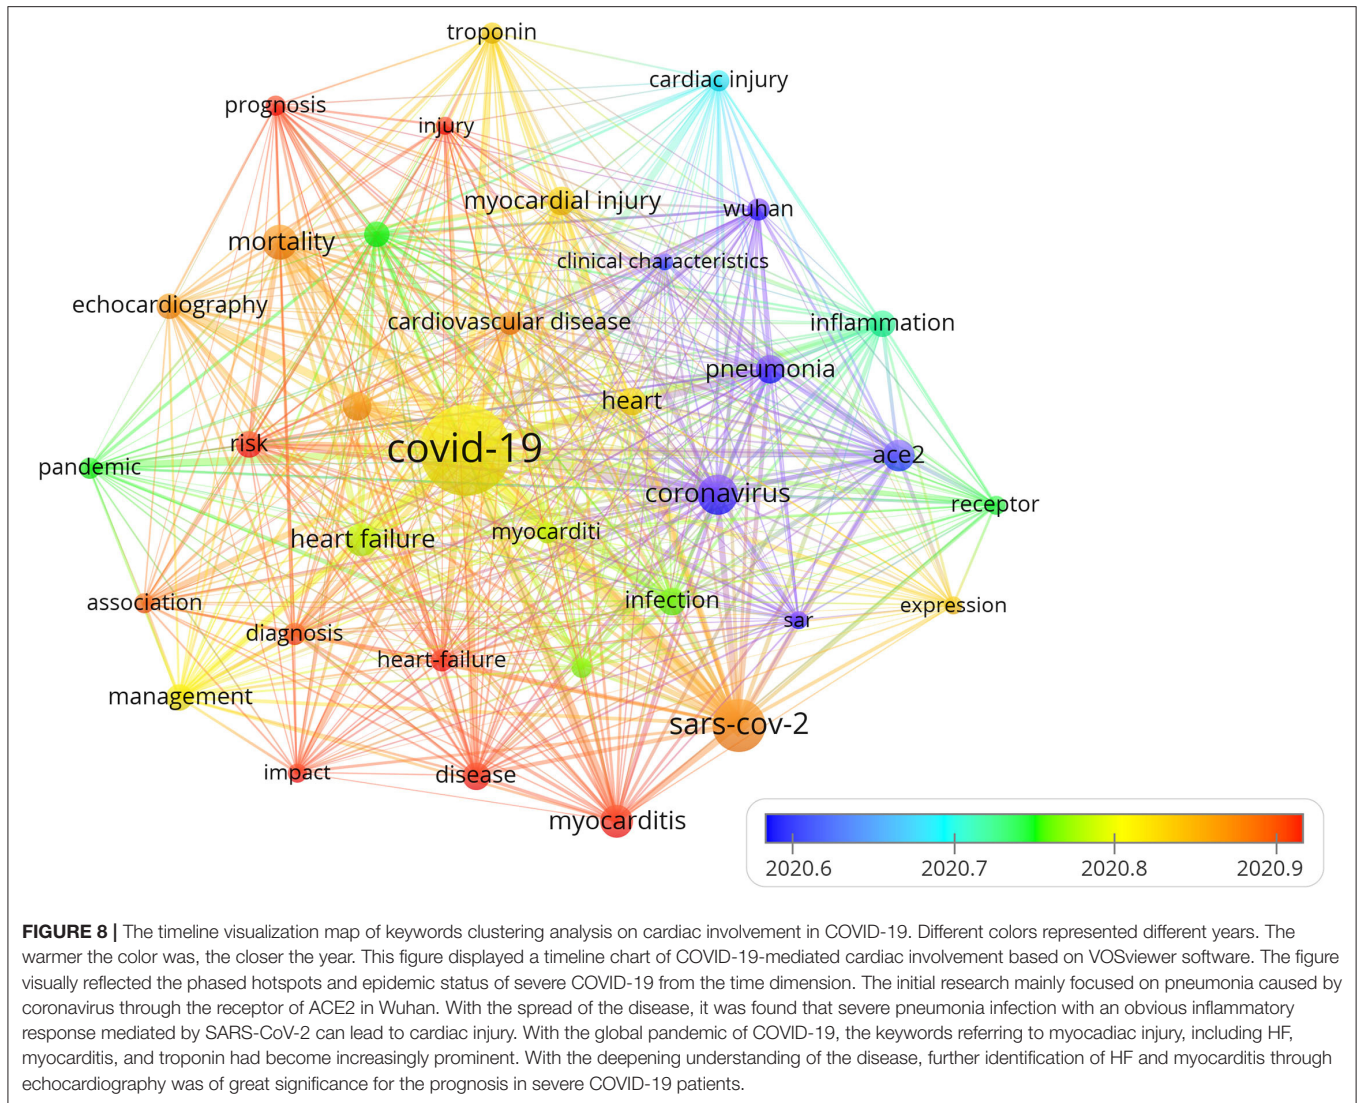 troponin
cardiac injury
prognosis
injury
myocardial injury
wuhan
mortality
clinical characteristics
echocardiography
cardiovascular disease
inflammation
pneumonia
heart
risk
covid-19
ace2
pandemic
coronavirus
receptor
heart failure
myocarditi
association
infection
expression
diagnosis
sar
heart-failure
management
sars-cov-2
impact
disease
myocarditis
2020.6 2020.7 2020.8 2020.9
FIGURE 8 | The timeline visualization map of keywords clustering analysis on cardiac involvement in COVID-19. Different colors represented different years. The
warmer the color was, the closer the year. This figure displayed a timeline chart of COVID-19-mediated cardiac involvement based on VOSviewer software. The figure
visually reflected the phased hotspots and epidemic status of severe COVID-19 from the time dimension. The initial research mainly focused on pneumonia caused by
coronavirus through the receptor of ACE2 in Wuhan. With the spread of the disease, it was found that severe pneumonia infection with an obvious inflammatory
response mediated by SARS-CoV-2 can lead to cardiac injury. With the global pandemic of COVID-19, the keywords referring to myocadiac injury, including HF,
myocarditis, and troponin had become increasingly prominent. With the deepening understanding of the disease, further identification of HF and myocarditis through
echocardiography was of great significance for the prognosis in severe COVID-19 patients.